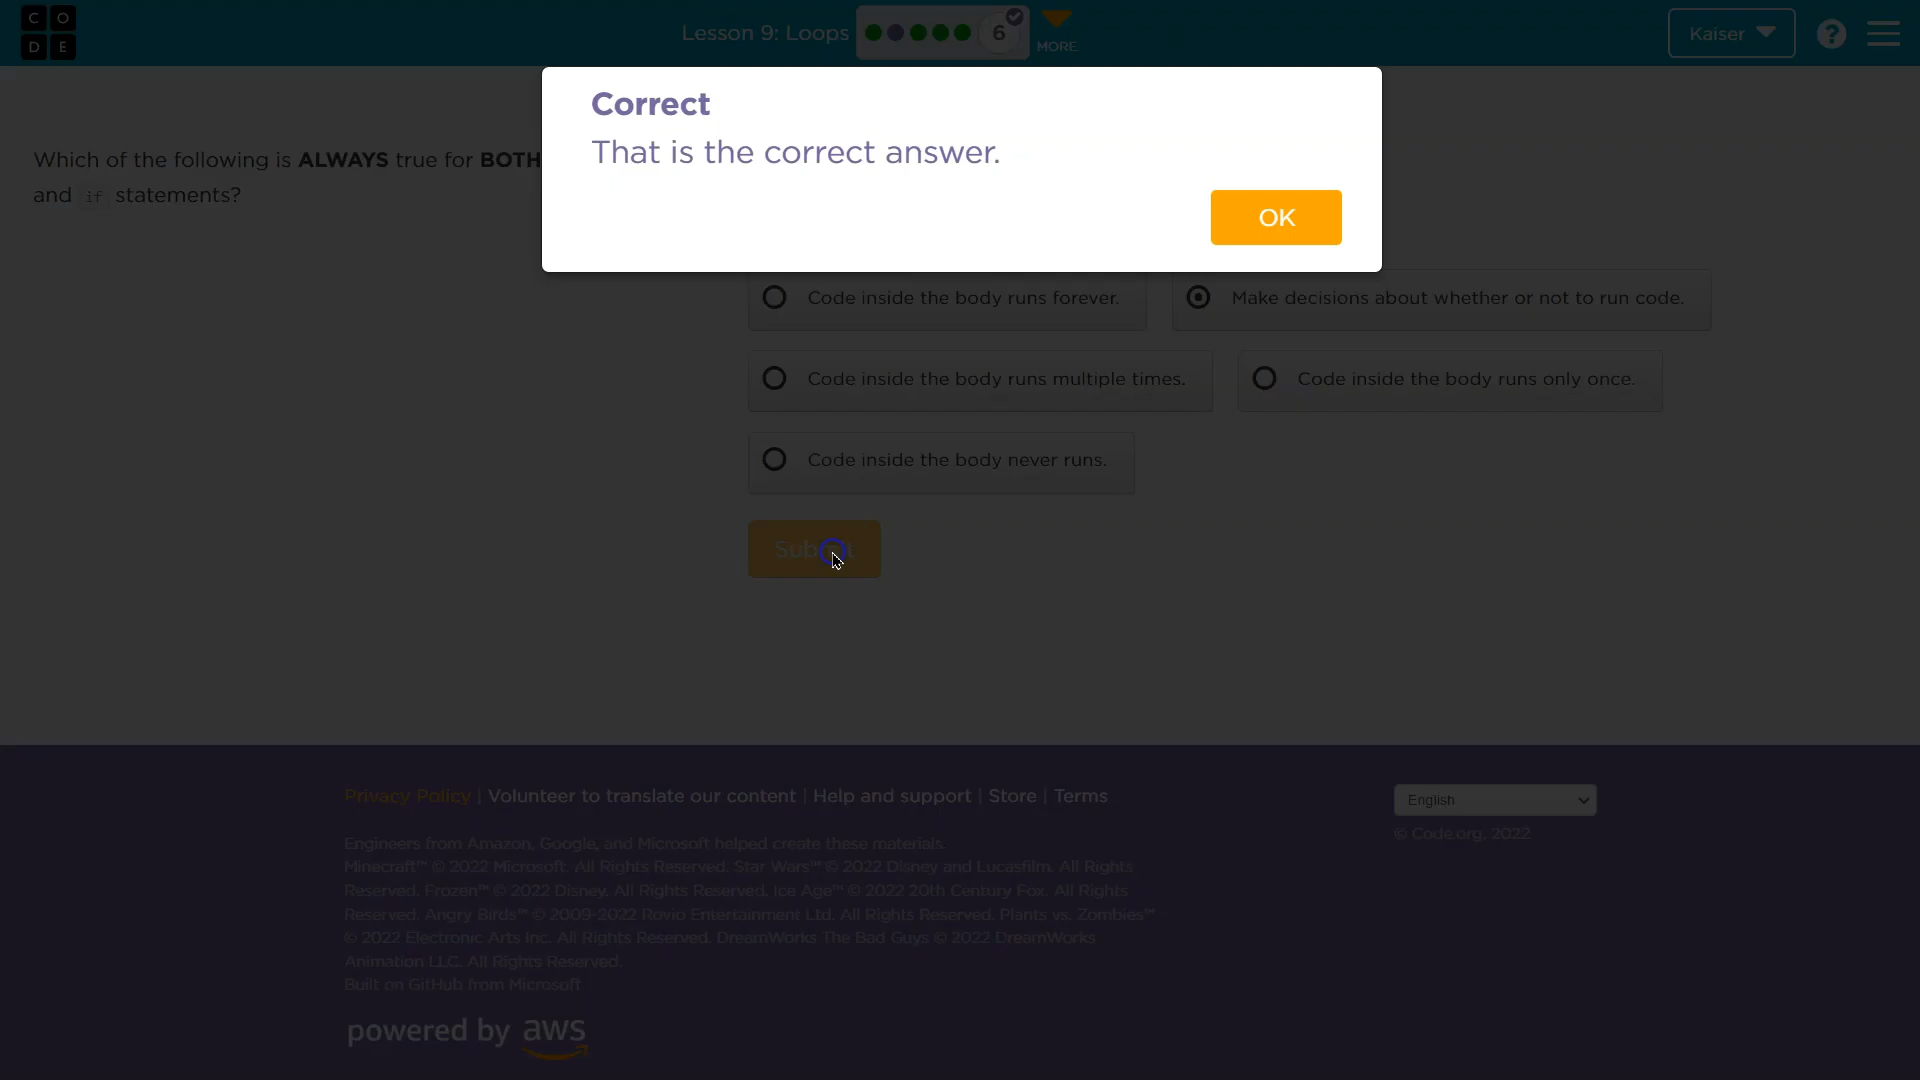 C O
D E
Lesson 9: Loops
6
MORE
Kaiser
?
Correct
That is the correct answer.
OK
Which of the following is ALWAYS true for BOTH
and if statements?
Code inside the body runs forever.
Make decisions about whether or not to run code.
Code inside the body runs multiple times.
Code inside the body runs only once.
Code inside the body never runs.
Submit
Privacy Policy | Volunteer to translate our content | Help and support | Store | Terms
English
© Code.org, 2022
Engineers from Amazon, Google, and Microsoft helped create these materials.
Minecraft™ © 2022 Microsoft. All Rights Reserved. Star Wars™ © 2022 Disney and Lucasfilm. All Rights
Reserved. Frozen™ © 2022 Disney. All Rights Reserved. Ice Age™ © 2022 20th Century Fox. All Rights
Reserved. Angry Birds™ © 2009-2022 Rovio Entertainment Ltd. All Rights Reserved. Plants vs. Zombies™
© 2022 Electronic Arts Inc. All Rights Reserved. DreamWorks The Bad Guys © 2022 DreamWorks
Animation LLC. All Rights Reserved.
Built on GitHub from Microsoft
powered by aws